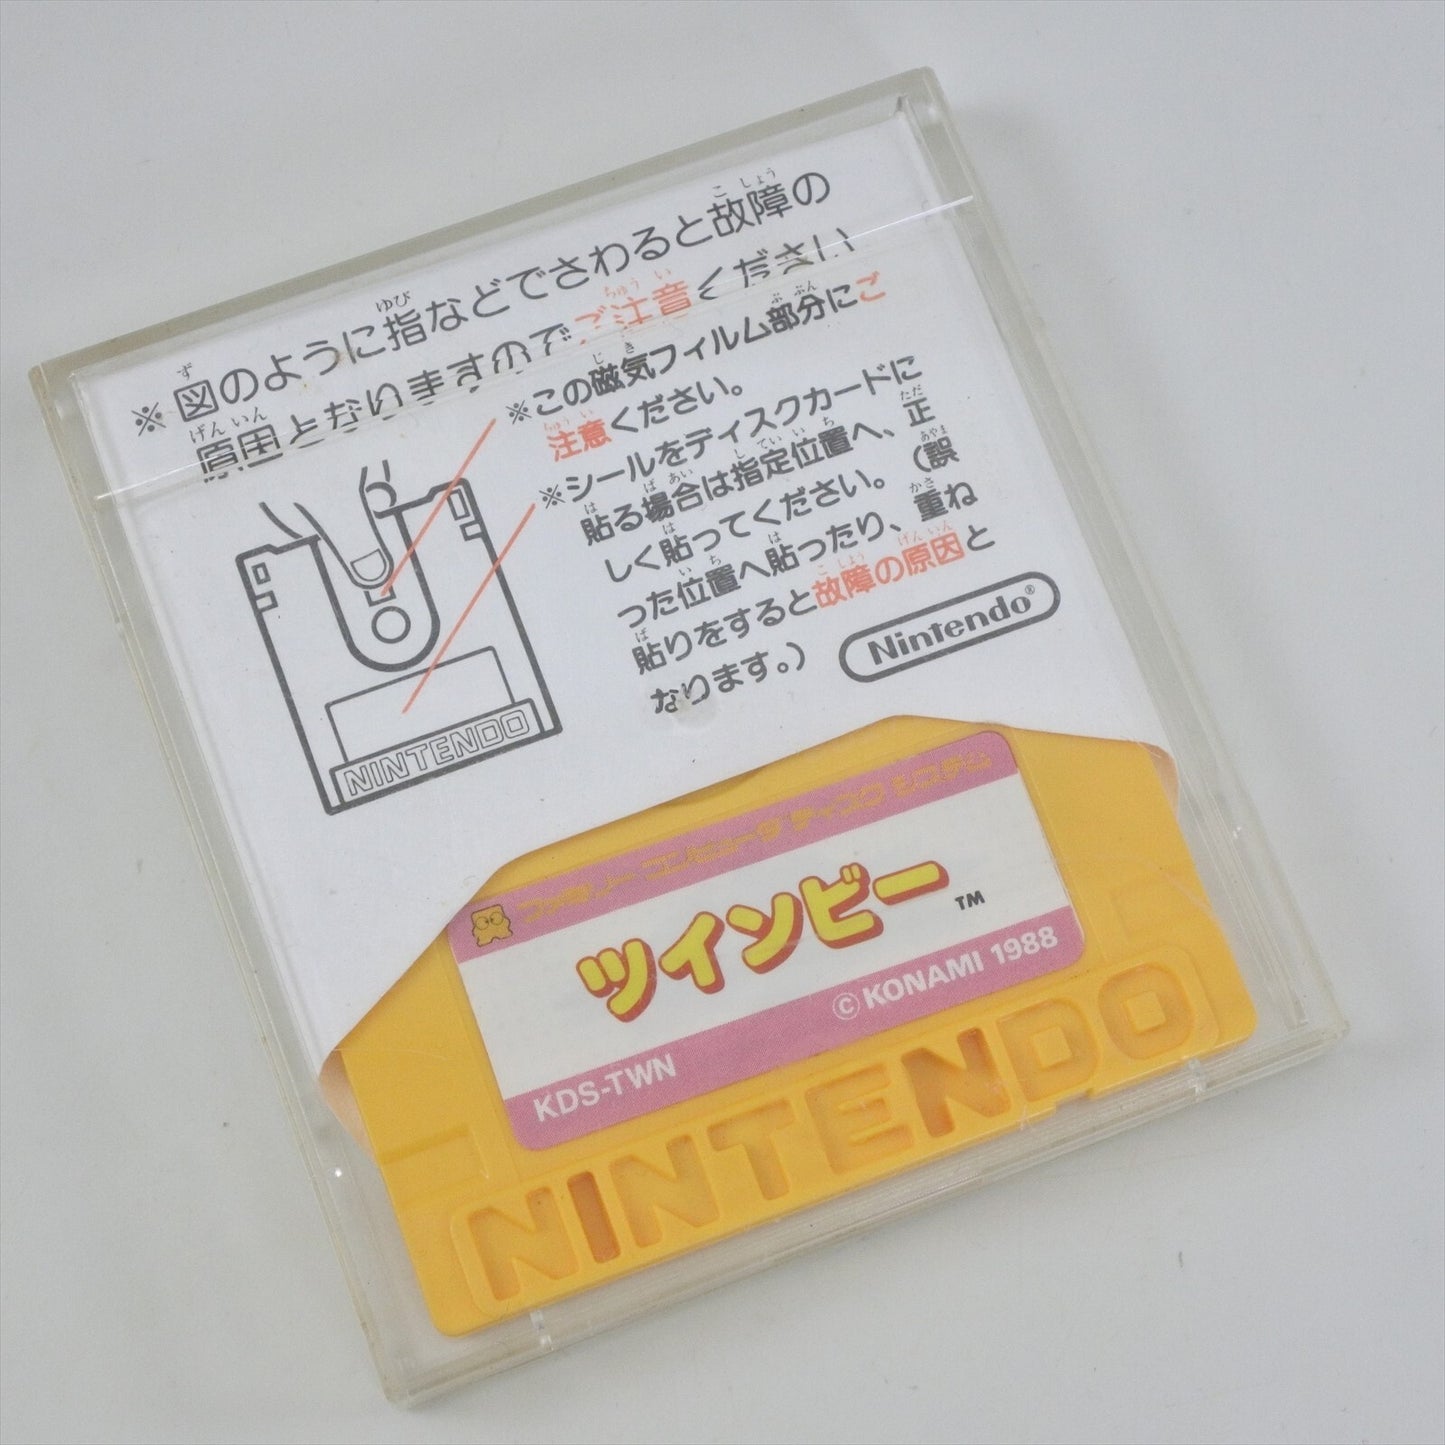 ※図のように指などでさわると故障の
原因となりますのでご注意ください
※この磁気フィルム部分にご
注意ください。
※シールをディスクカードに
貼る場合は指定位置へ、正
しく貼ってください。(誤
った位置へ貼ったり、重ね
貼りをすると故障の原因と
なります。)
Nintendo®
NINTENDO
ファミリー コンピュータ ディスク システム
ツインビー™
©KONAMI 1988
KDS-TWN
NINTENDO